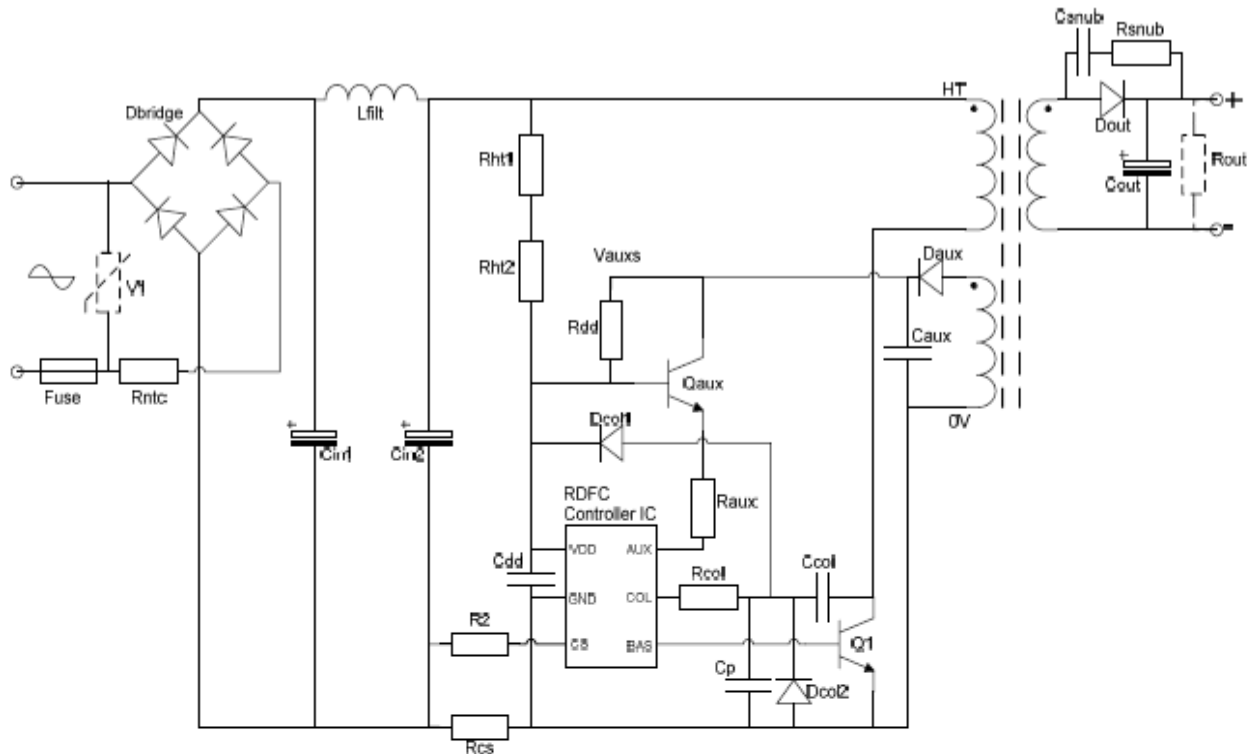 Csnub
Rsnub
HT
Dbridge
Lfilt
Dout
+
Rht1
Rout
+
Cout
Rht2
Vauxs
Daux
-
V1
Rdd
Caux
Qaux
Fuse
Rntc
0V
Dcol1
+
Cin1
+
Cin2
RDFC
Controller IC
Raux
Cdd
VDD
AUX
Ccol
Rcol
GND
COL
R2
CS
BAS
Q1
Cp
Dcol2
Rcs